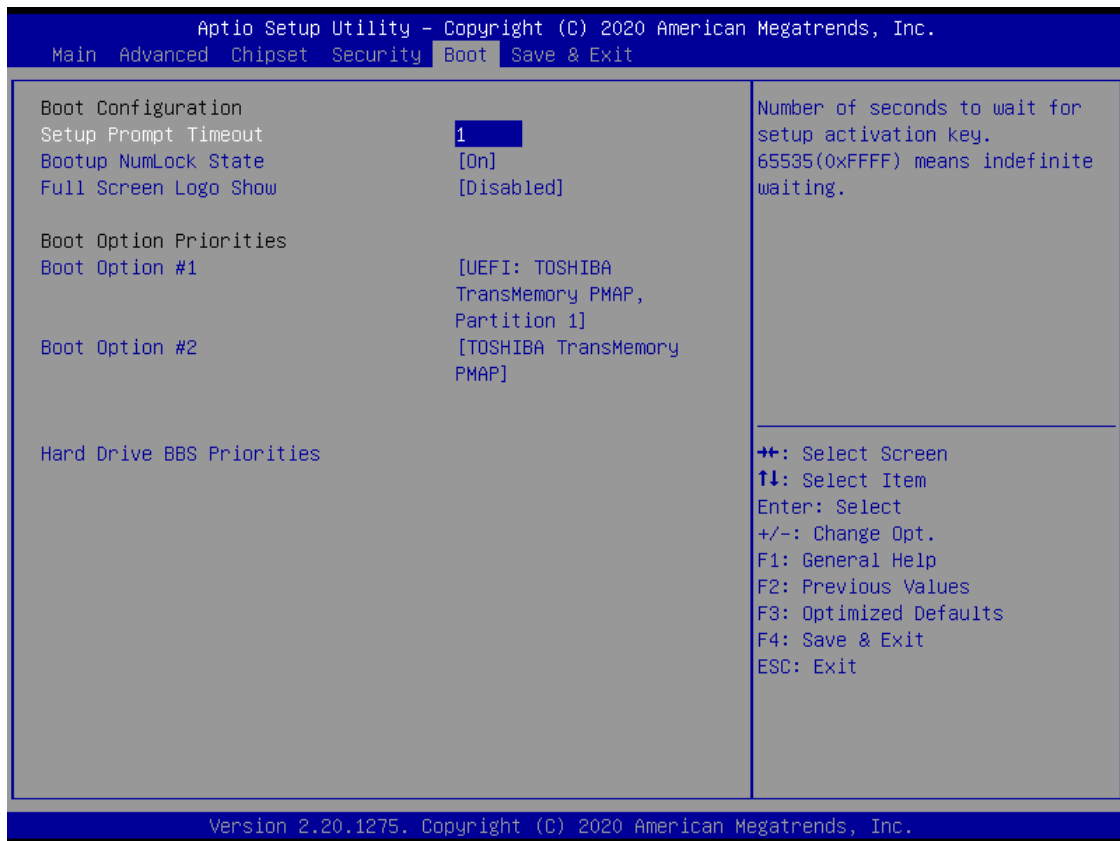 Aptio Setup Utility – Copyright (C) 2020 American Megatrends, Inc.
Main Advanced Chipset Security Boot Save & Exit
Boot Configuration
Setup Prompt Timeout 1
Bootup NumLock State [On]
Full Screen Logo Show [Disabled]
Boot Option Priorities
Boot Option #1 [UEFI: TOSHIBA
TransMemory PMAP,
Partition 1]
Boot Option #2 [TOSHIBA TransMemory
PMAP]
Hard Drive BBS Priorities
Number of seconds to wait for
setup activation key.
65535(0xFFFF) means indefinite
waiting.
→←: Select Screen
↑↓: Select Item
Enter: Select
+/-: Change Opt.
F1: General Help
F2: Previous Values
F3: Optimized Defaults
F4: Save & Exit
ESC: Exit
Version 2.20.1275. Copyright (C) 2020 American Megatrends, Inc.